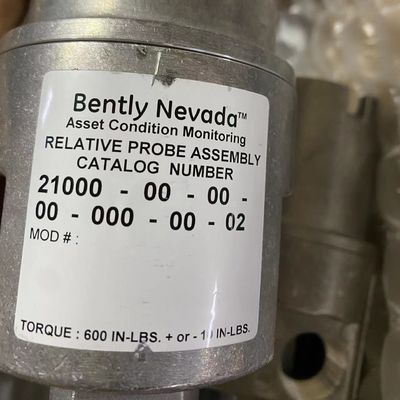 Bently Nevada™
Asset Condition Monitoring
RELATIVE PROBE ASSEMBLY
CATALOG NUMBER
21000 - 00 - 00 -
00 - 000 - 00 - 02
MOD # :
TORQUE : 600 IN-LBS. + or - 10 IN-LBS.